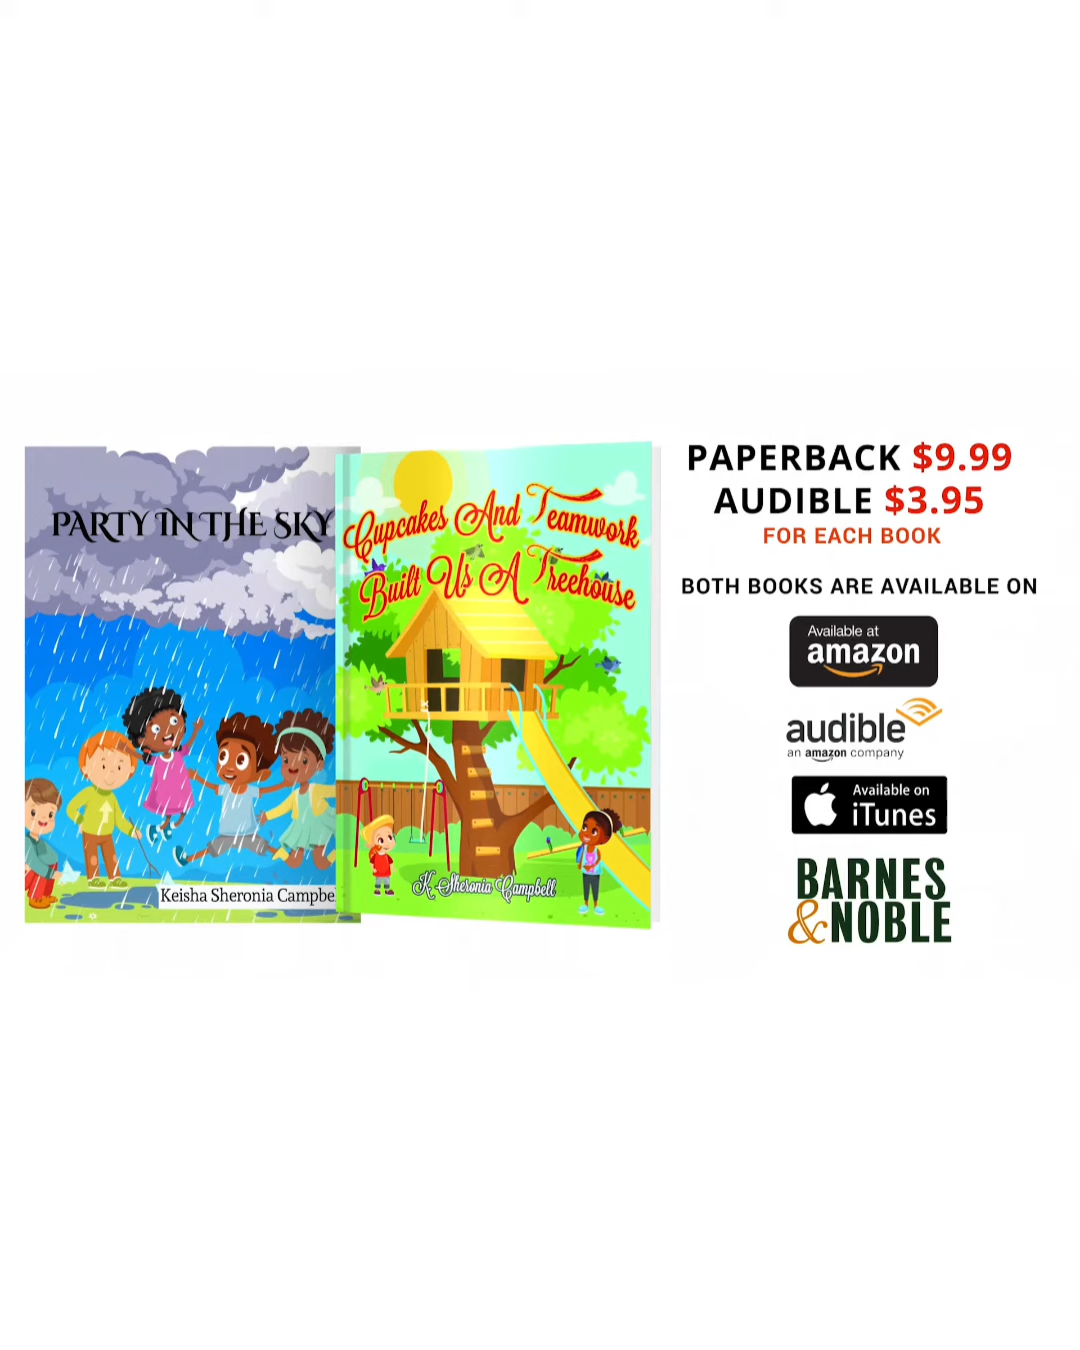 PARTY IN THE SKY
Keisha Sheronia Campbe
Cupcakes And Teamwork
Built Us A Treehouse
K. Sheronia Campbell
PAPERBACK $9.99
AUDIBLE $3.95
FOR EACH BOOK
BOTH BOOKS ARE AVAILABLE ON
Available at
amazon
audible
an amazon company
Available on
iTunes
BARNES
&NOBLE